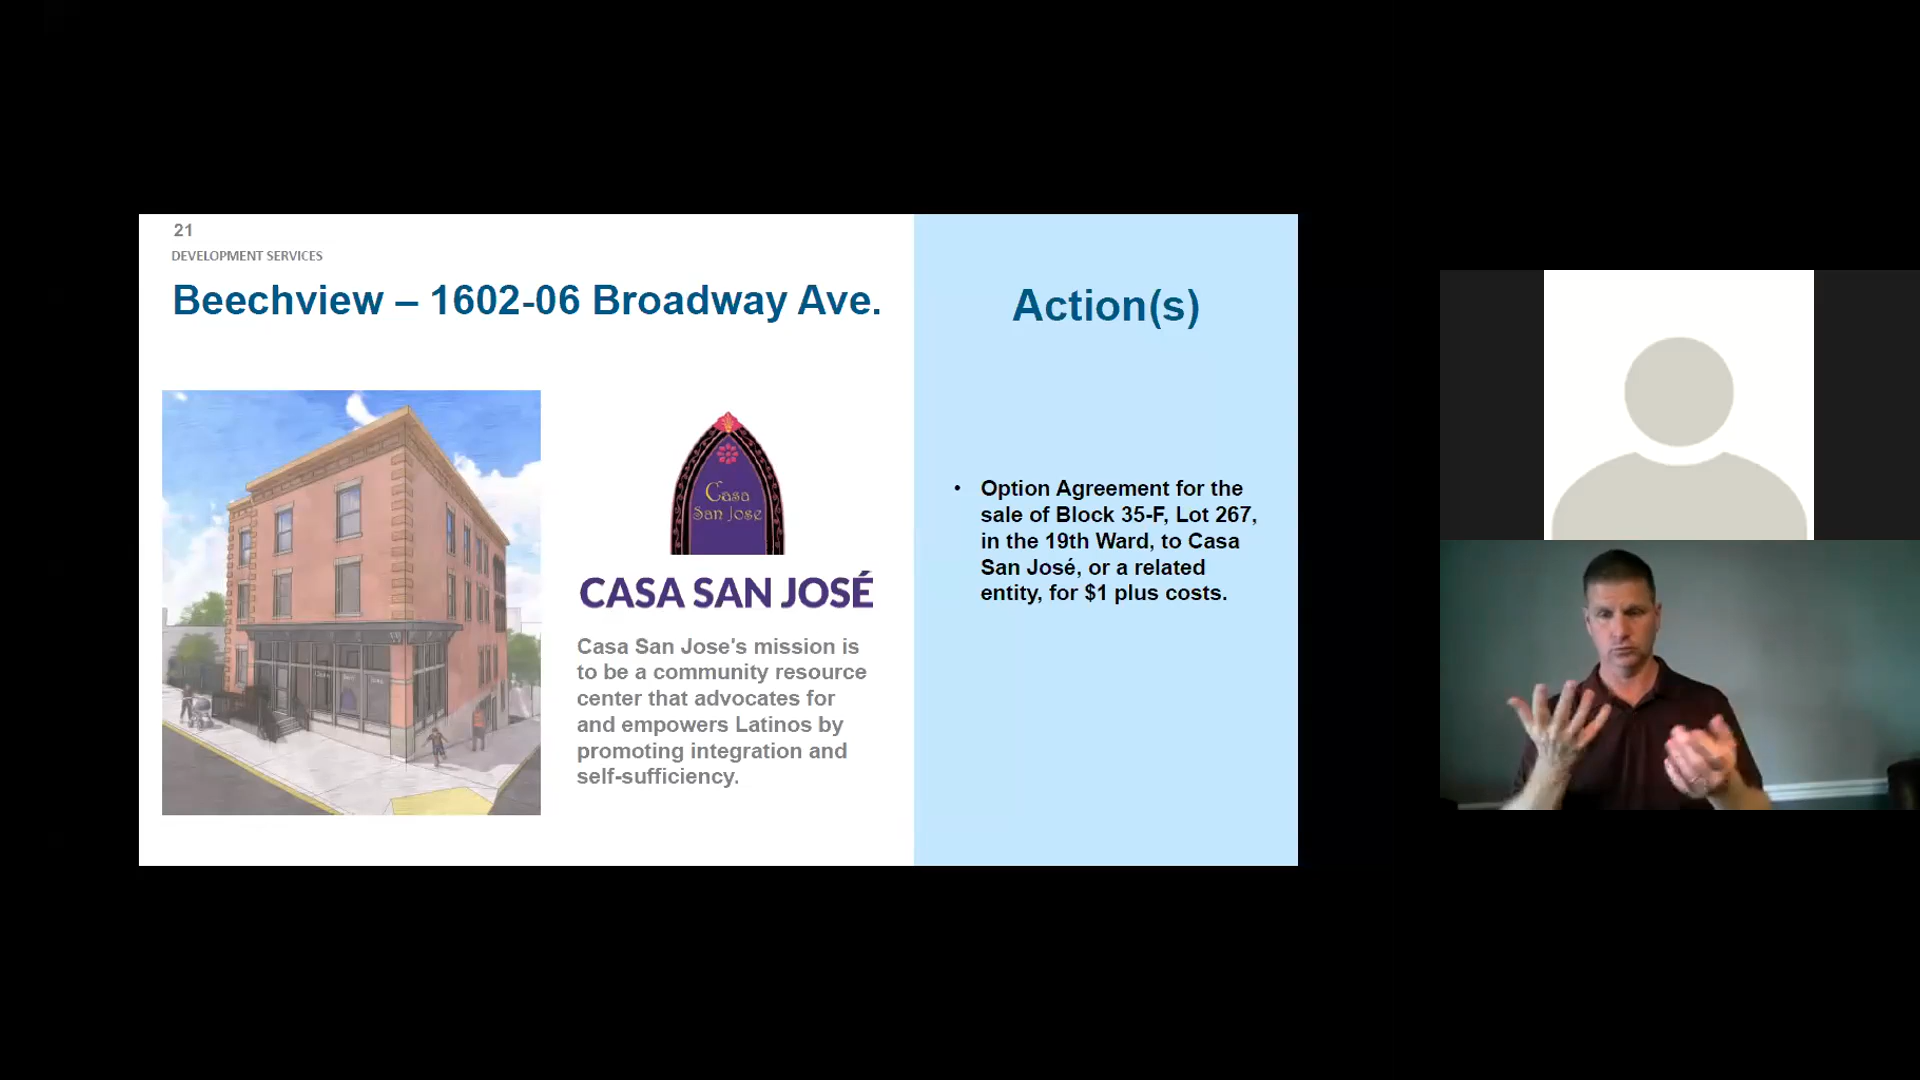 21
DEVELOPMENT SERVICES
Beechview – 1602-06 Broadway Ave.
Casa
San Jose
CASA SAN JOSÉ
Casa San Jose's mission is
to be a community resource
center that advocates for
and empowers Latinos by
promoting integration and
self-sufficiency.
Action(s)
• Option Agreement for the
sale of Block 35-F, Lot 267,
in the 19th Ward, to Casa
San José, or a related
entity, for $1 plus costs.